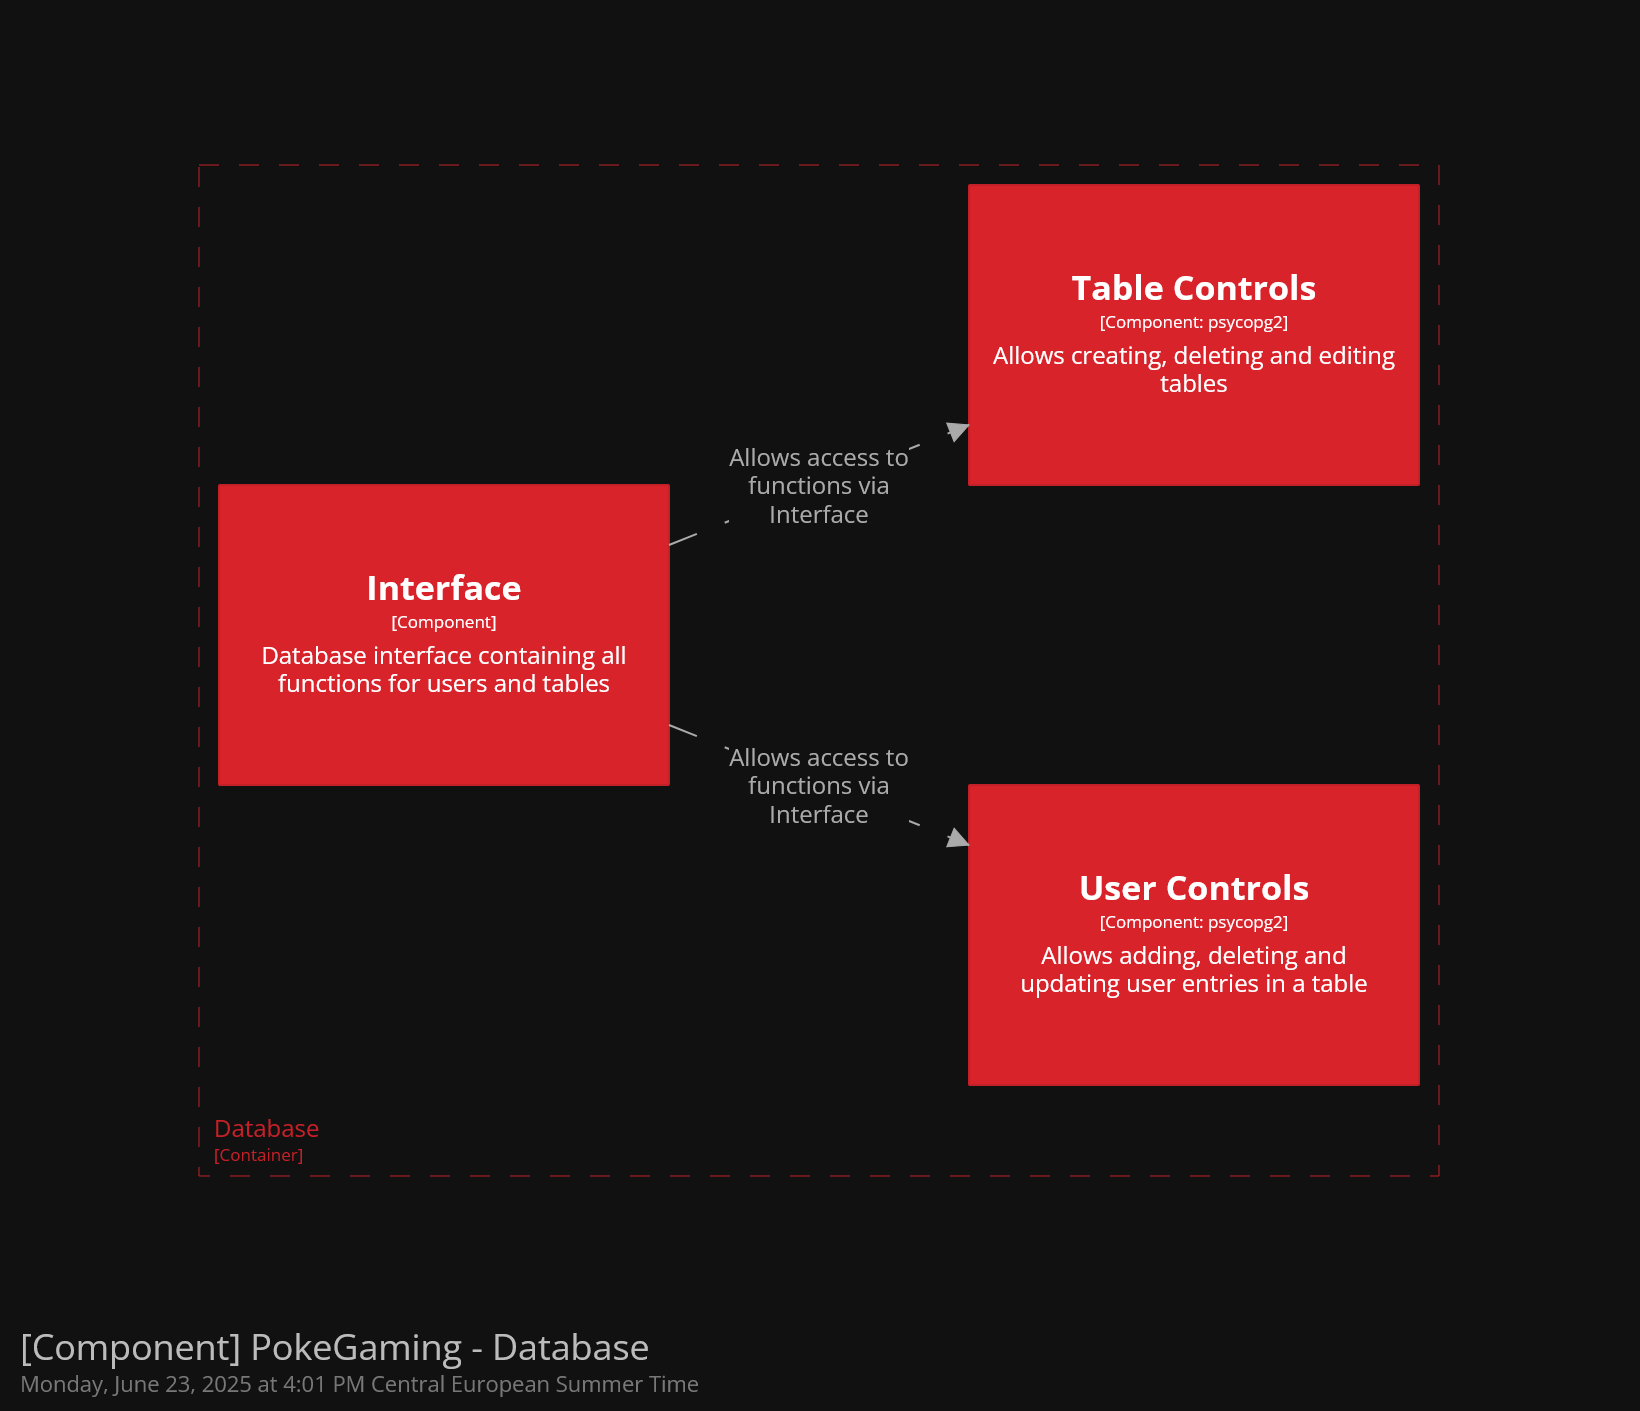 Table Controls
[Component: psycopg2]
Allows creating, deleting and editing
tables
Allows access to
functions via
Interface
Interface
[Component]
Database interface containing all
functions for users and tables
Allows access to
functions via
Interface
User Controls
[Component: psycopg2]
Allows adding, deleting and
updating user entries in a table
Database
[Container]
[Component] PokeGaming - Database
Monday, June 23, 2025 at 4:01 PM Central European Summer Time